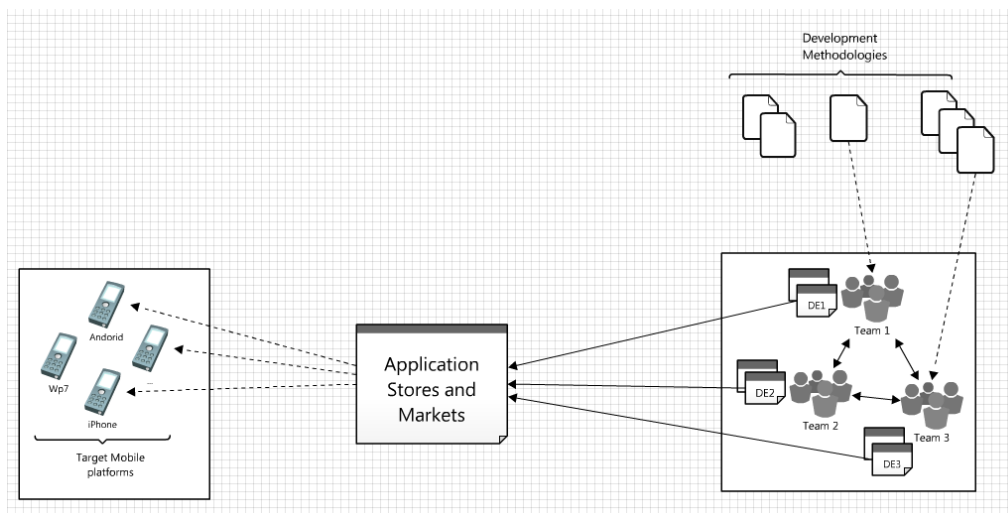 Development
Methodologies
DE1
Team 1
Andorid
Wp7
...
iPhone
Target Mobile
platforms
Application
Stores and
Markets
DE2
Team 2
Team 3
DE3